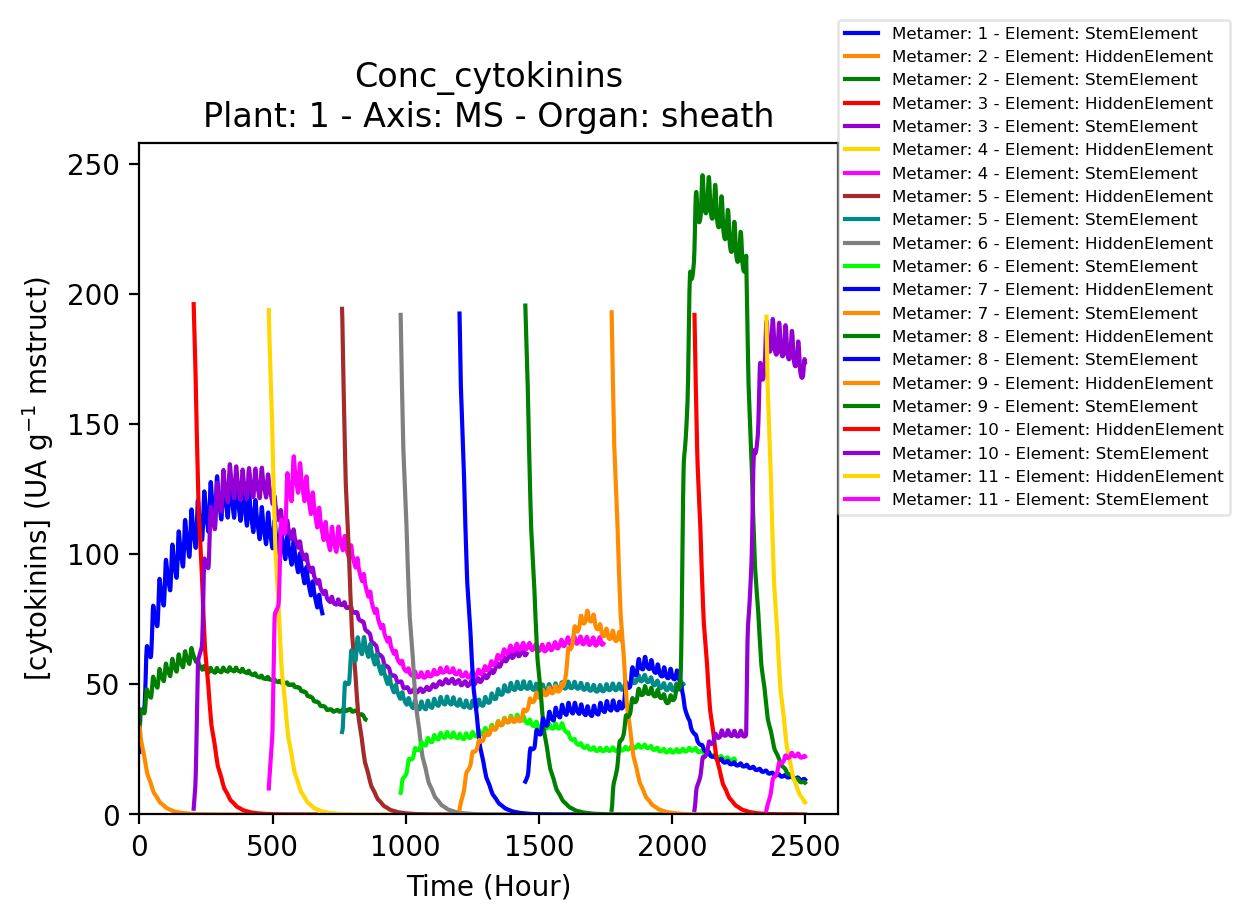 Conc_cytokinins
Plant: 1 - Axis: MS - Organ: sheath
[cytokinins] (UA g⁻¹ mstruct)
250
200
150
100
50
0
0 500 1000 1500 2000 2500
Time (Hour)
Metamer: 1 - Element: StemElement
Metamer: 2 - Element: HiddenElement
Metamer: 2 - Element: StemElement
Metamer: 3 - Element: HiddenElement
Metamer: 3 - Element: StemElement
Metamer: 4 - Element: HiddenElement
Metamer: 4 - Element: StemElement
Metamer: 5 - Element: HiddenElement
Metamer: 5 - Element: StemElement
Metamer: 6 - Element: HiddenElement
Metamer: 6 - Element: StemElement
Metamer: 7 - Element: HiddenElement
Metamer: 7 - Element: StemElement
Metamer: 8 - Element: HiddenElement
Metamer: 8 - Element: StemElement
Metamer: 9 - Element: HiddenElement
Metamer: 9 - Element: StemElement
Metamer: 10 - Element: HiddenElement
Metamer: 10 - Element: StemElement
Metamer: 11 - Element: HiddenElement
Metamer: 11 - Element: StemElement